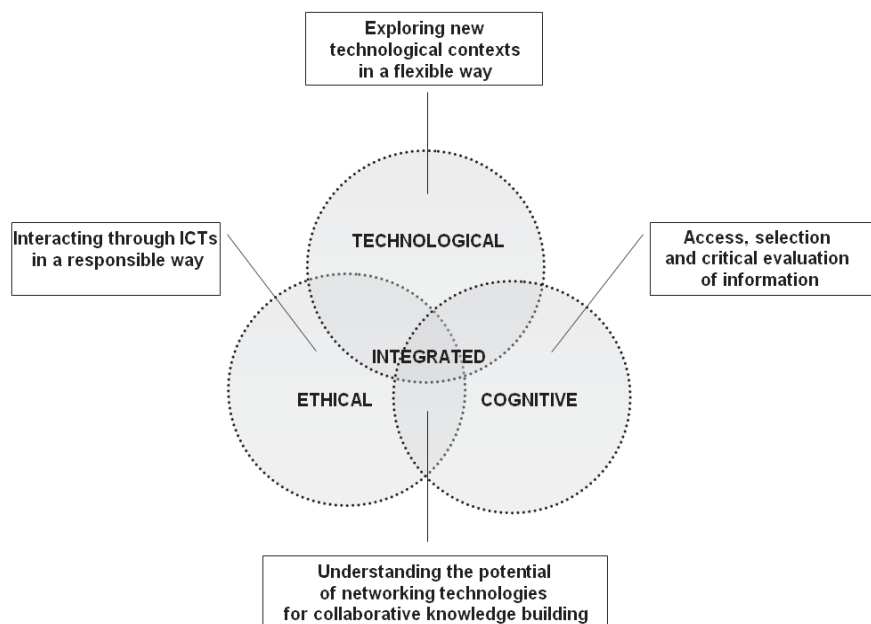 Exploring new
technological contexts
in a flexible way
TECHNOLOGICAL
Interacting through ICTs
in a responsible way
Access, selection
and critical evaluation
of information
INTEGRATED
ETHICAL
COGNITIVE
Understanding the potential
of networking technologies
for collaborative knowledge building